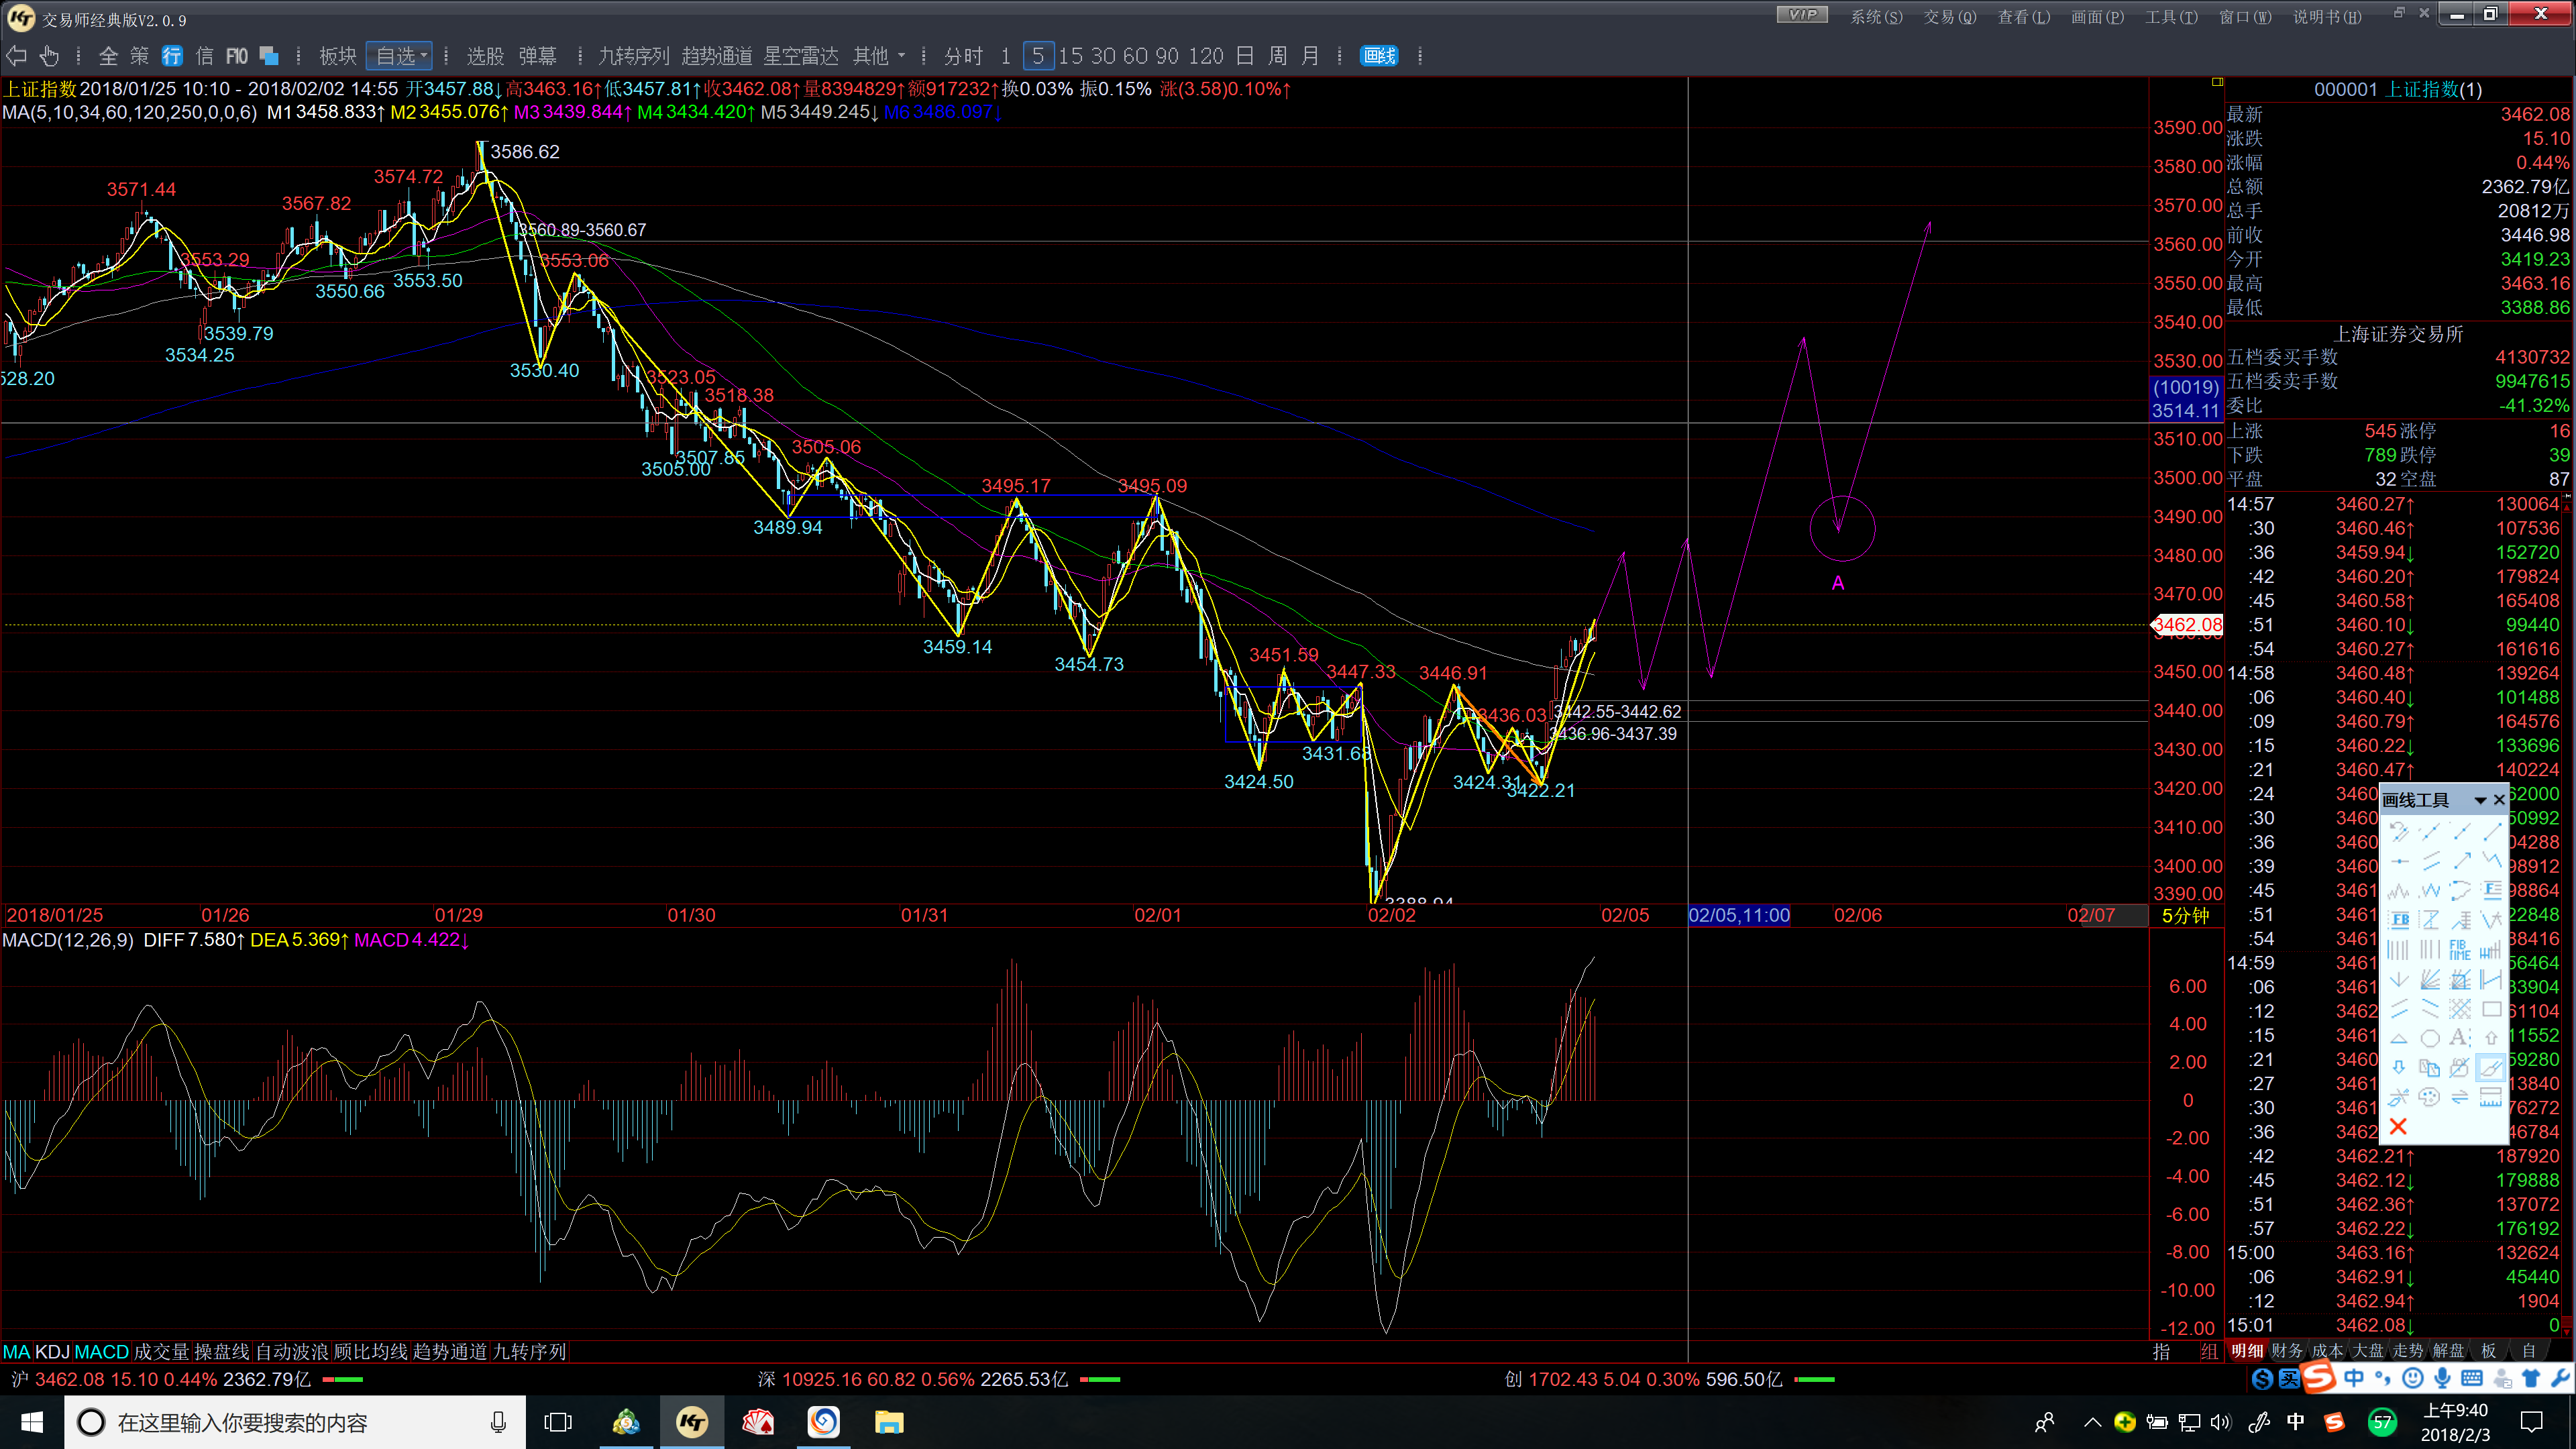 交易师经典版V2.0.9
VIP 系统(S) 交易(Q) 查看(L) 画面(P) 工具(T) 窗口(W) 说明书(H)
全 策 行 信 F10 板块 自选 选股 弹幕 九转序列 趋势通道 星空雷达 其他 分时 1 5 15 30 60 90 120 日 周 月 画线
上证指数 2018/01/25 10:10 - 2018/02/02 14:55 开3457.88↓ 高3463.16↑ 低3457.81↑ 收3462.08↑ 量8394829↑ 额917232↑ 换0.03% 振0.15% 涨(3.58)0.10%↑
MA(5,10,34,60,120,250,0,0,6) M1 3458.833↑ M2 3455.076↑ M3 3439.844↑ M4 3434.420↑ M5 3449.245↓ M6 3486.097↓
3586.62
3574.72
3571.44
3567.82
3560.89-3560.67
3553.29
3553.06
3553.50
3550.66
3539.79
3534.25
3530.40
528.20
3523.05
3518.38
3507.85
3505.00
3505.06
3495.17
3495.09
3489.94
3459.14
3454.73
3451.59
3447.33
3446.91
3436.03
3442.55-3442.62
3436.96-3437.39
3431.68
3424.50
3424.31
3422.21
3388.94
A
3590.00
3580.00
3570.00
3560.00
3550.00
3540.00
3530.00
(10019)
3514.11
3510.00
3500.00
3490.00
3480.00
3470.00
3462.08
3450.00
3440.00
3430.00
3420.00
3410.00
3400.00
3390.00
2018/01/25 01/26 01/29 01/30 01/31 02/01 02/02 02/05 02/05,11:00 02/06 02/07 5分钟
MACD(12,26,9) DIFF 7.580↑ DEA 5.369↑ MACD 4.422↓
6.00
4.00
2.00
0
-2.00
-4.00
-6.00
-8.00
-10.00
-12.00
MA KDJ MACD 成交量 操盘线 自动波浪 顾比均线 趋势通道 九转序列 指 组
000001 上证指数(1)
最新 3462.08
涨跌 15.10
涨幅 0.44%
总额 2362.79亿
总手 20812万
前收 3446.98
今开 3419.23
最高 3463.16
最低 3388.86
上海证券交易所
五档委买手数 4130732
五档委卖手数 9947615
委比 -41.32%
上涨 545 涨停 16
下跌 789 跌停 39
平盘 32 空盘 87
14:57 3460.27↑ 130064
:30 3460.46↑ 107536
:36 3459.94↓ 152720
:42 3460.20↑ 179824
:45 3460.58↑ 165408
:51 3460.10↓ 99440
:54 3460.27↑ 161616
14:58 3460.48↑ 139264
:06 3460.40↓ 101488
:09 3460.79↑ 164576
:15 3460.22↓ 133696
:21 3460.47↑ 140224
:24 3460 62000
:30 3460 50992
:36 3460 04288
:39 3460 98912
:45 3461 98864
:51 3461 22848
:54 3461 38416
14:59 3461 56464
:06 3461 33904
:12 3462 61104
:15 3461 11552
:21 3460 59280
:27 3461 13840
:30 3461 76272
:36 3462 46784
:42 3462.21↑ 187920
:45 3462.12↓ 179888
:51 3462.36↑ 137072
:57 3462.22↓ 176192
15:00 3463.16↑ 132624
:06 3462.91↓ 45440
:12 3462.94↑ 1904
15:01 3462.08↓ 0
画线工具
FB
FIB TIME
A
明细 财务 成本 大盘 走势 解盘 板 自
沪 3462.08 15.10 0.44% 2362.79亿 深 10925.16 60.82 0.56% 2265.53亿 创 1702.43 5.04 0.30% 596.50亿
买 中
在这里输入你要搜索的内容
中 57 上午9:40
2018/2/3